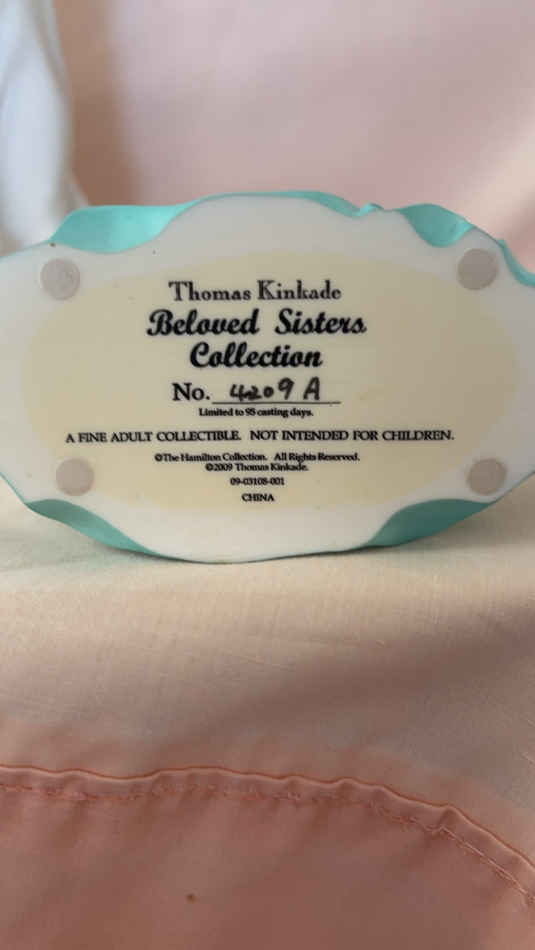 Thomas Kinkade
Beloved Sisters
Collection
No. 4209 A
Limited to 95 casting days.
A FINE ADULT COLLECTIBLE. NOT INTENDED FOR CHILDREN.
©The Hamilton Collection. All Rights Reserved.
©2009 Thomas Kinkade.
09-03108-001
CHINA